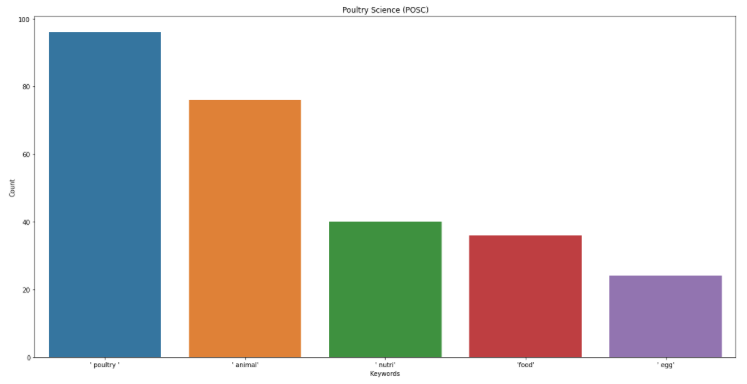 Poultry Science (POSC)
100
80
60
40
20
0
Count
' poultry ' ' animal' ' nutri' 'food' ' egg'
Keywords